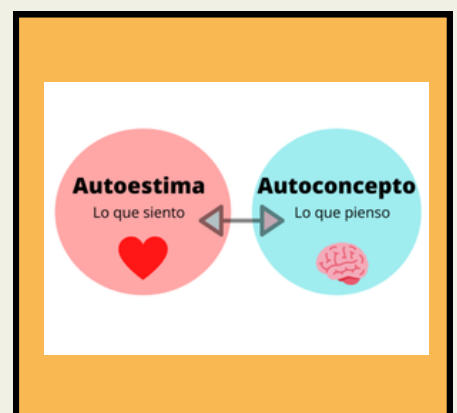 Autoestima
Lo que siento
Autoconcepto
Lo que pienso